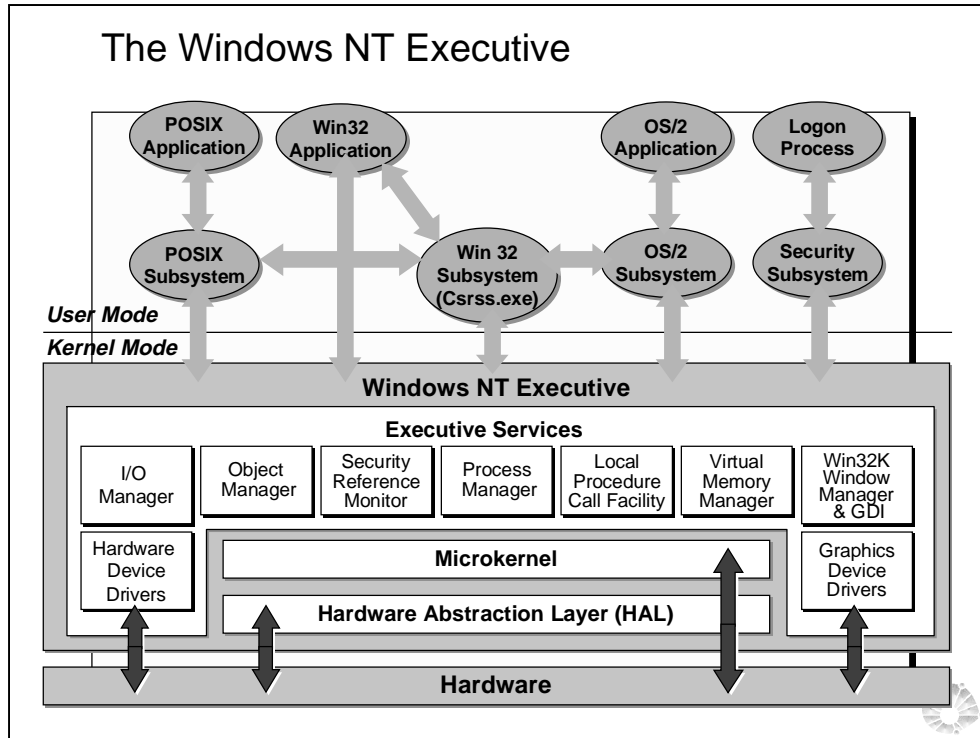 The Windows NT Executive
POSIX
Application
Win32
Application
OS/2
Application
Logon
Process
POSIX
Subsystem
Win 32
Subsystem
(Csrss.exe)
OS/2
Subsystem
Security
Subsystem
User Mode
Kernel Mode
Windows NT Executive
Executive Services
I/O
Manager
Object
Manager
Security
Reference
Monitor
Process
Manager
Local
Procedure
Call Facility
Virtual
Memory
Manager
Win32K
Window
Manager
& GDI
Hardware
Device
Drivers
Microkernel
Graphics
Device
Drivers
Hardware Abstraction Layer (HAL)
Hardware